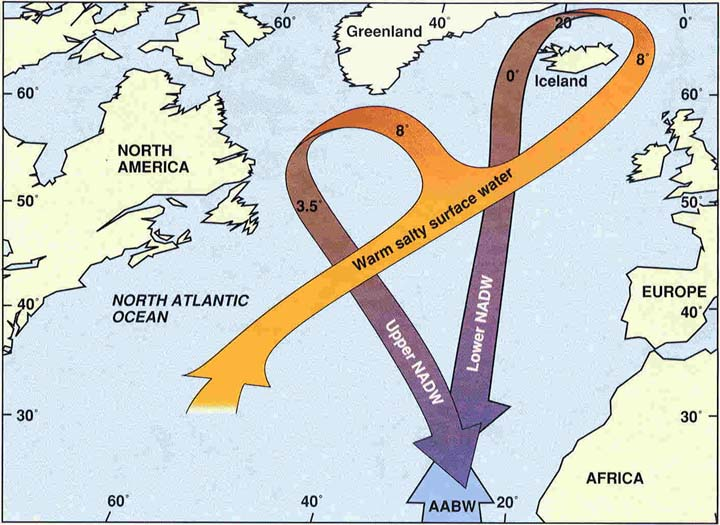 60°
40°
20°
0°
Greenland
8°
0°
Iceland
60°
60°
8°
NORTH
AMERICA
3.5°
50°
50°
Warm salty surface water
NORTH ATLANTIC
OCEAN
EUROPE
40°
40°
Upper NADW
Lower NADW
30°
30°
AFRICA
60°
40°
AABW
20°